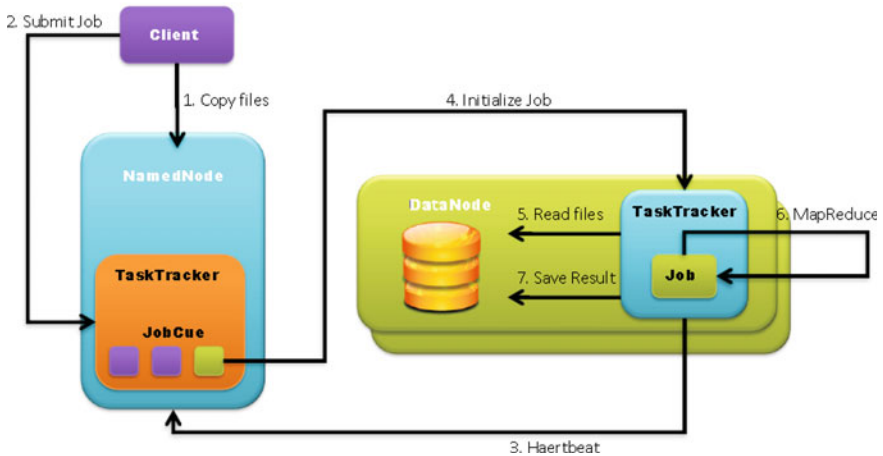 2. Submit Job
Client
1. Copy files
4. Initialize Job
NamedNode
DataNode
TaskTracker
5. Read files
6. MapReduce
TaskTracker
7. Save Result
Job
JobCue
3. Haertbeat